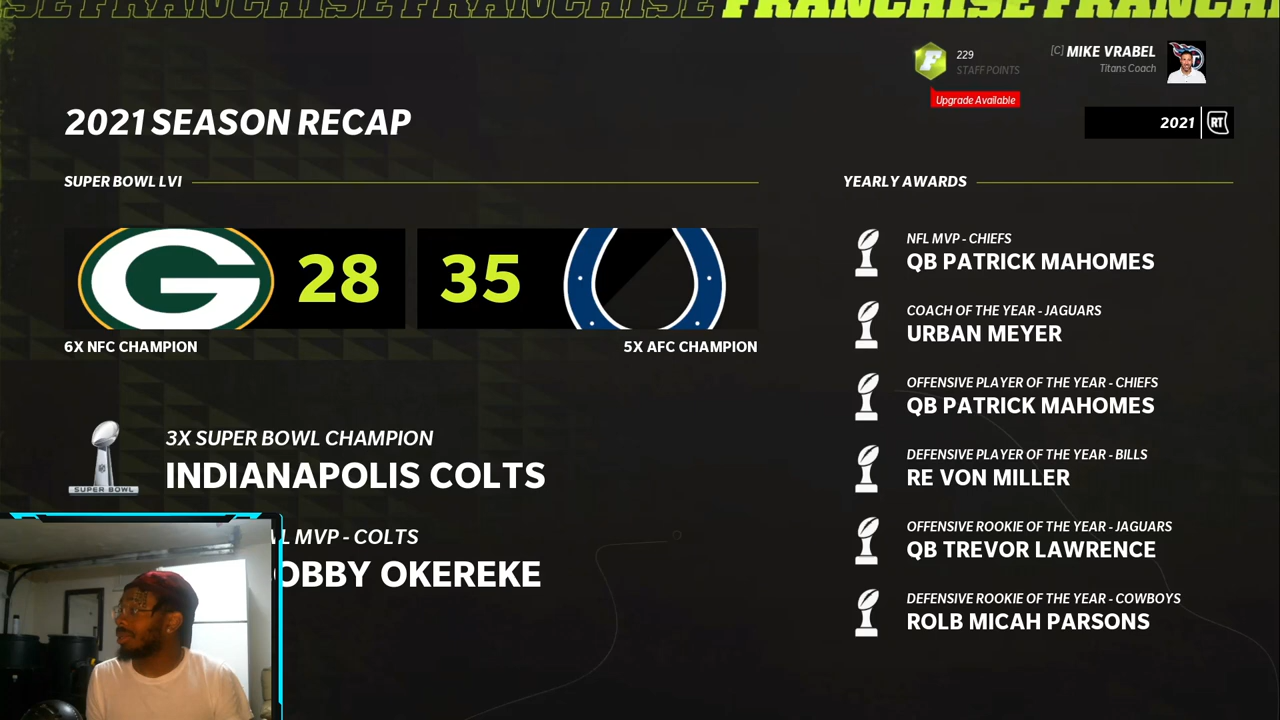 FRANCHISE FRANCHISE FRANCHI
229
STAFF POINTS
Upgrade Available
[C] MIKE VRABEL
Titans Coach
2021 SEASON RECAP
2021 RT
SUPER BOWL LVI
28 35
6X NFC CHAMPION
5X AFC CHAMPION
3X SUPER BOWL CHAMPION
INDIANAPOLIS COLTS
SUPER BOWL
MVP - COLTS
OBBY OKEREKE
YEARLY AWARDS
NFL MVP - CHIEFS
QB PATRICK MAHOMES
COACH OF THE YEAR - JAGUARS
URBAN MEYER
OFFENSIVE PLAYER OF THE YEAR - CHIEFS
QB PATRICK MAHOMES
DEFENSIVE PLAYER OF THE YEAR - BILLS
RE VON MILLER
OFFENSIVE ROOKIE OF THE YEAR - JAGUARS
QB TREVOR LAWRENCE
DEFENSIVE ROOKIE OF THE YEAR - COWBOYS
ROLB MICAH PARSONS